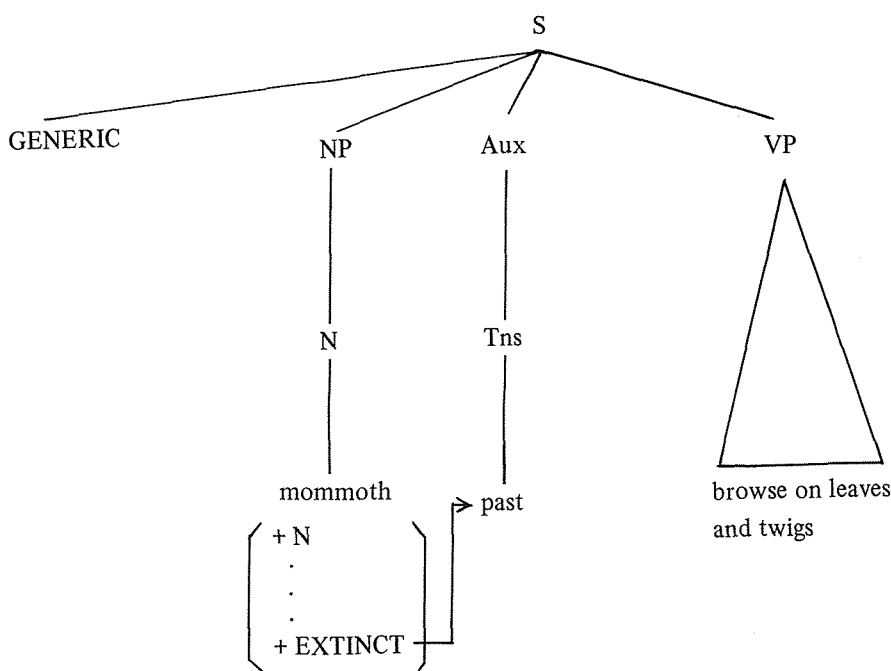 S
GENERIC NP Aux VP
N Tns
mommoth past browse on leaves
and twigs
+ N
.
.
.
+ EXTINCT